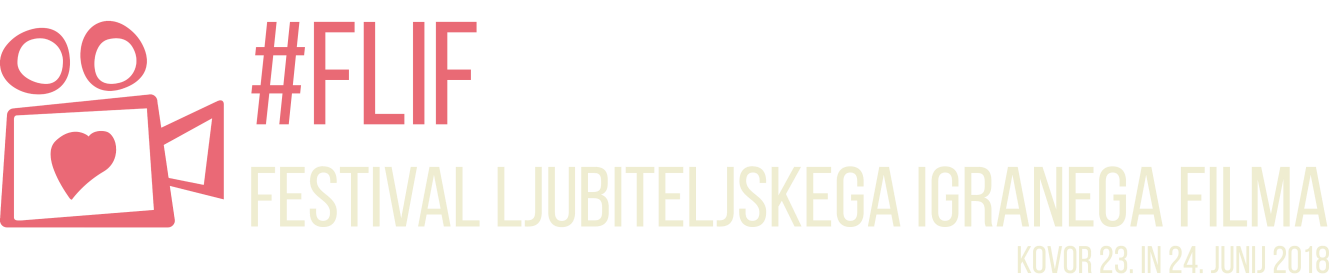 #FLIF
FESTIVAL LJUBITELJSKEGA IGRANEGA FILMA
KOVOR 23. IN 24. JUNIJ 2018